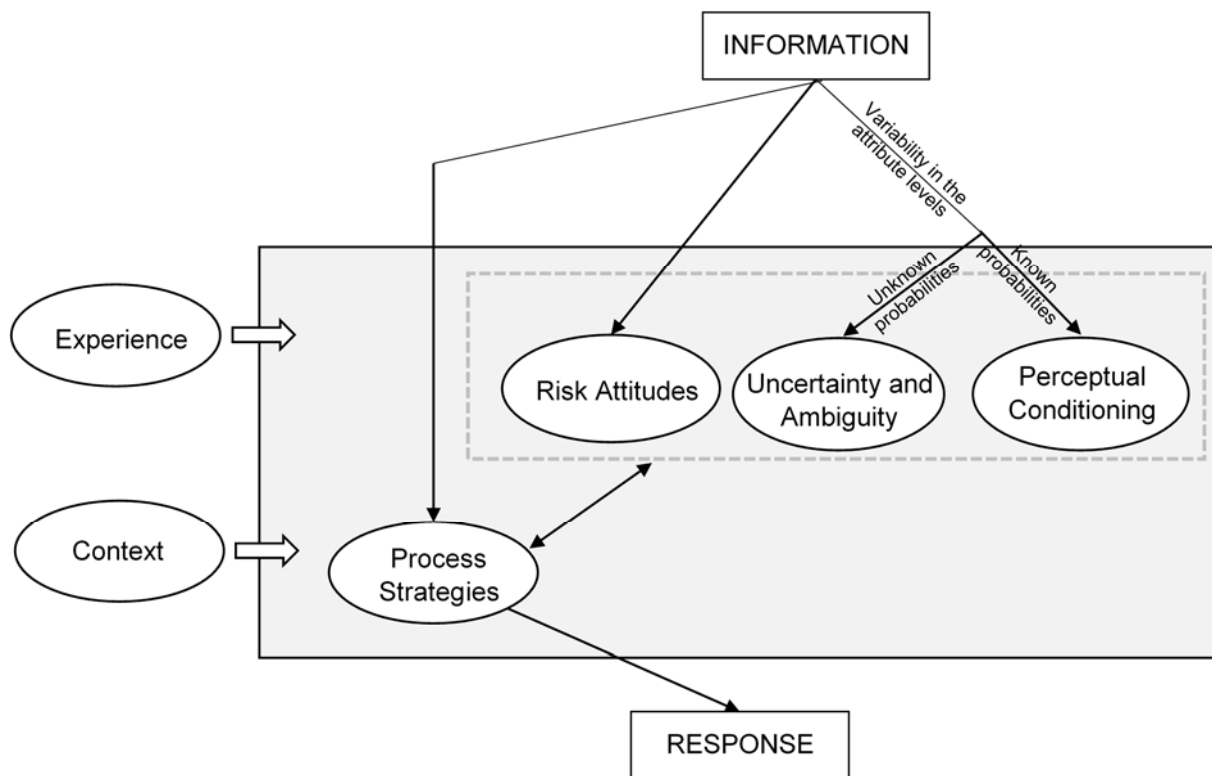 INFORMATION
Variability in the
attribute levels
Unknown
probabilities
Known
probabilities
Experience
Risk Attitudes
Uncertainty and
Ambiguity
Perceptual
Conditioning
Context
Process
Strategies
RESPONSE